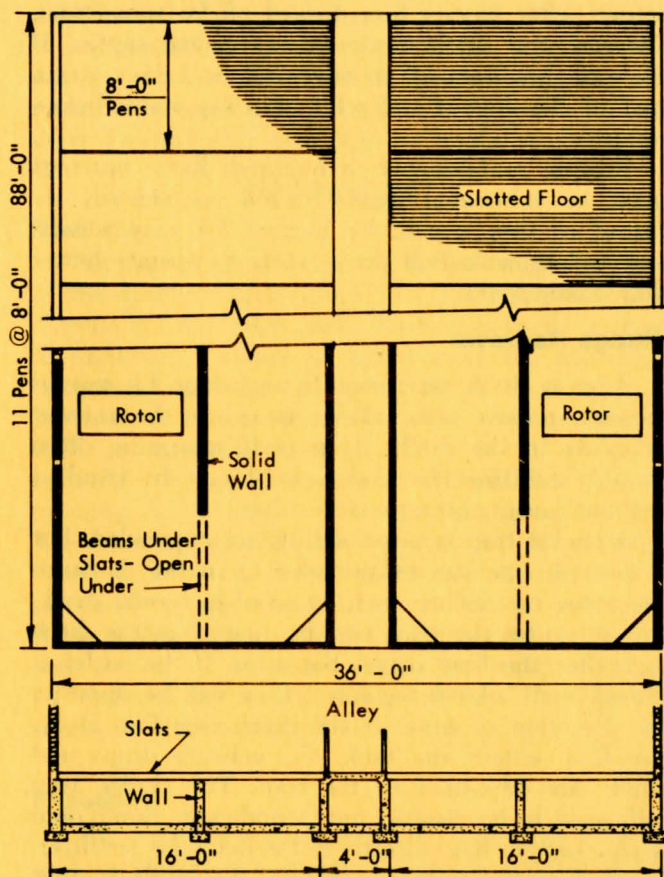 8'-0"
Pens
88'-0"
11 Pens @ 8'-0"
Slotted Floor
Rotor
Rotor
Solid
Wall
Beams Under
Slats- Open
Under
36'-0"
Alley
Slats
Wall
16'-0"
4'-0"
16'-0"